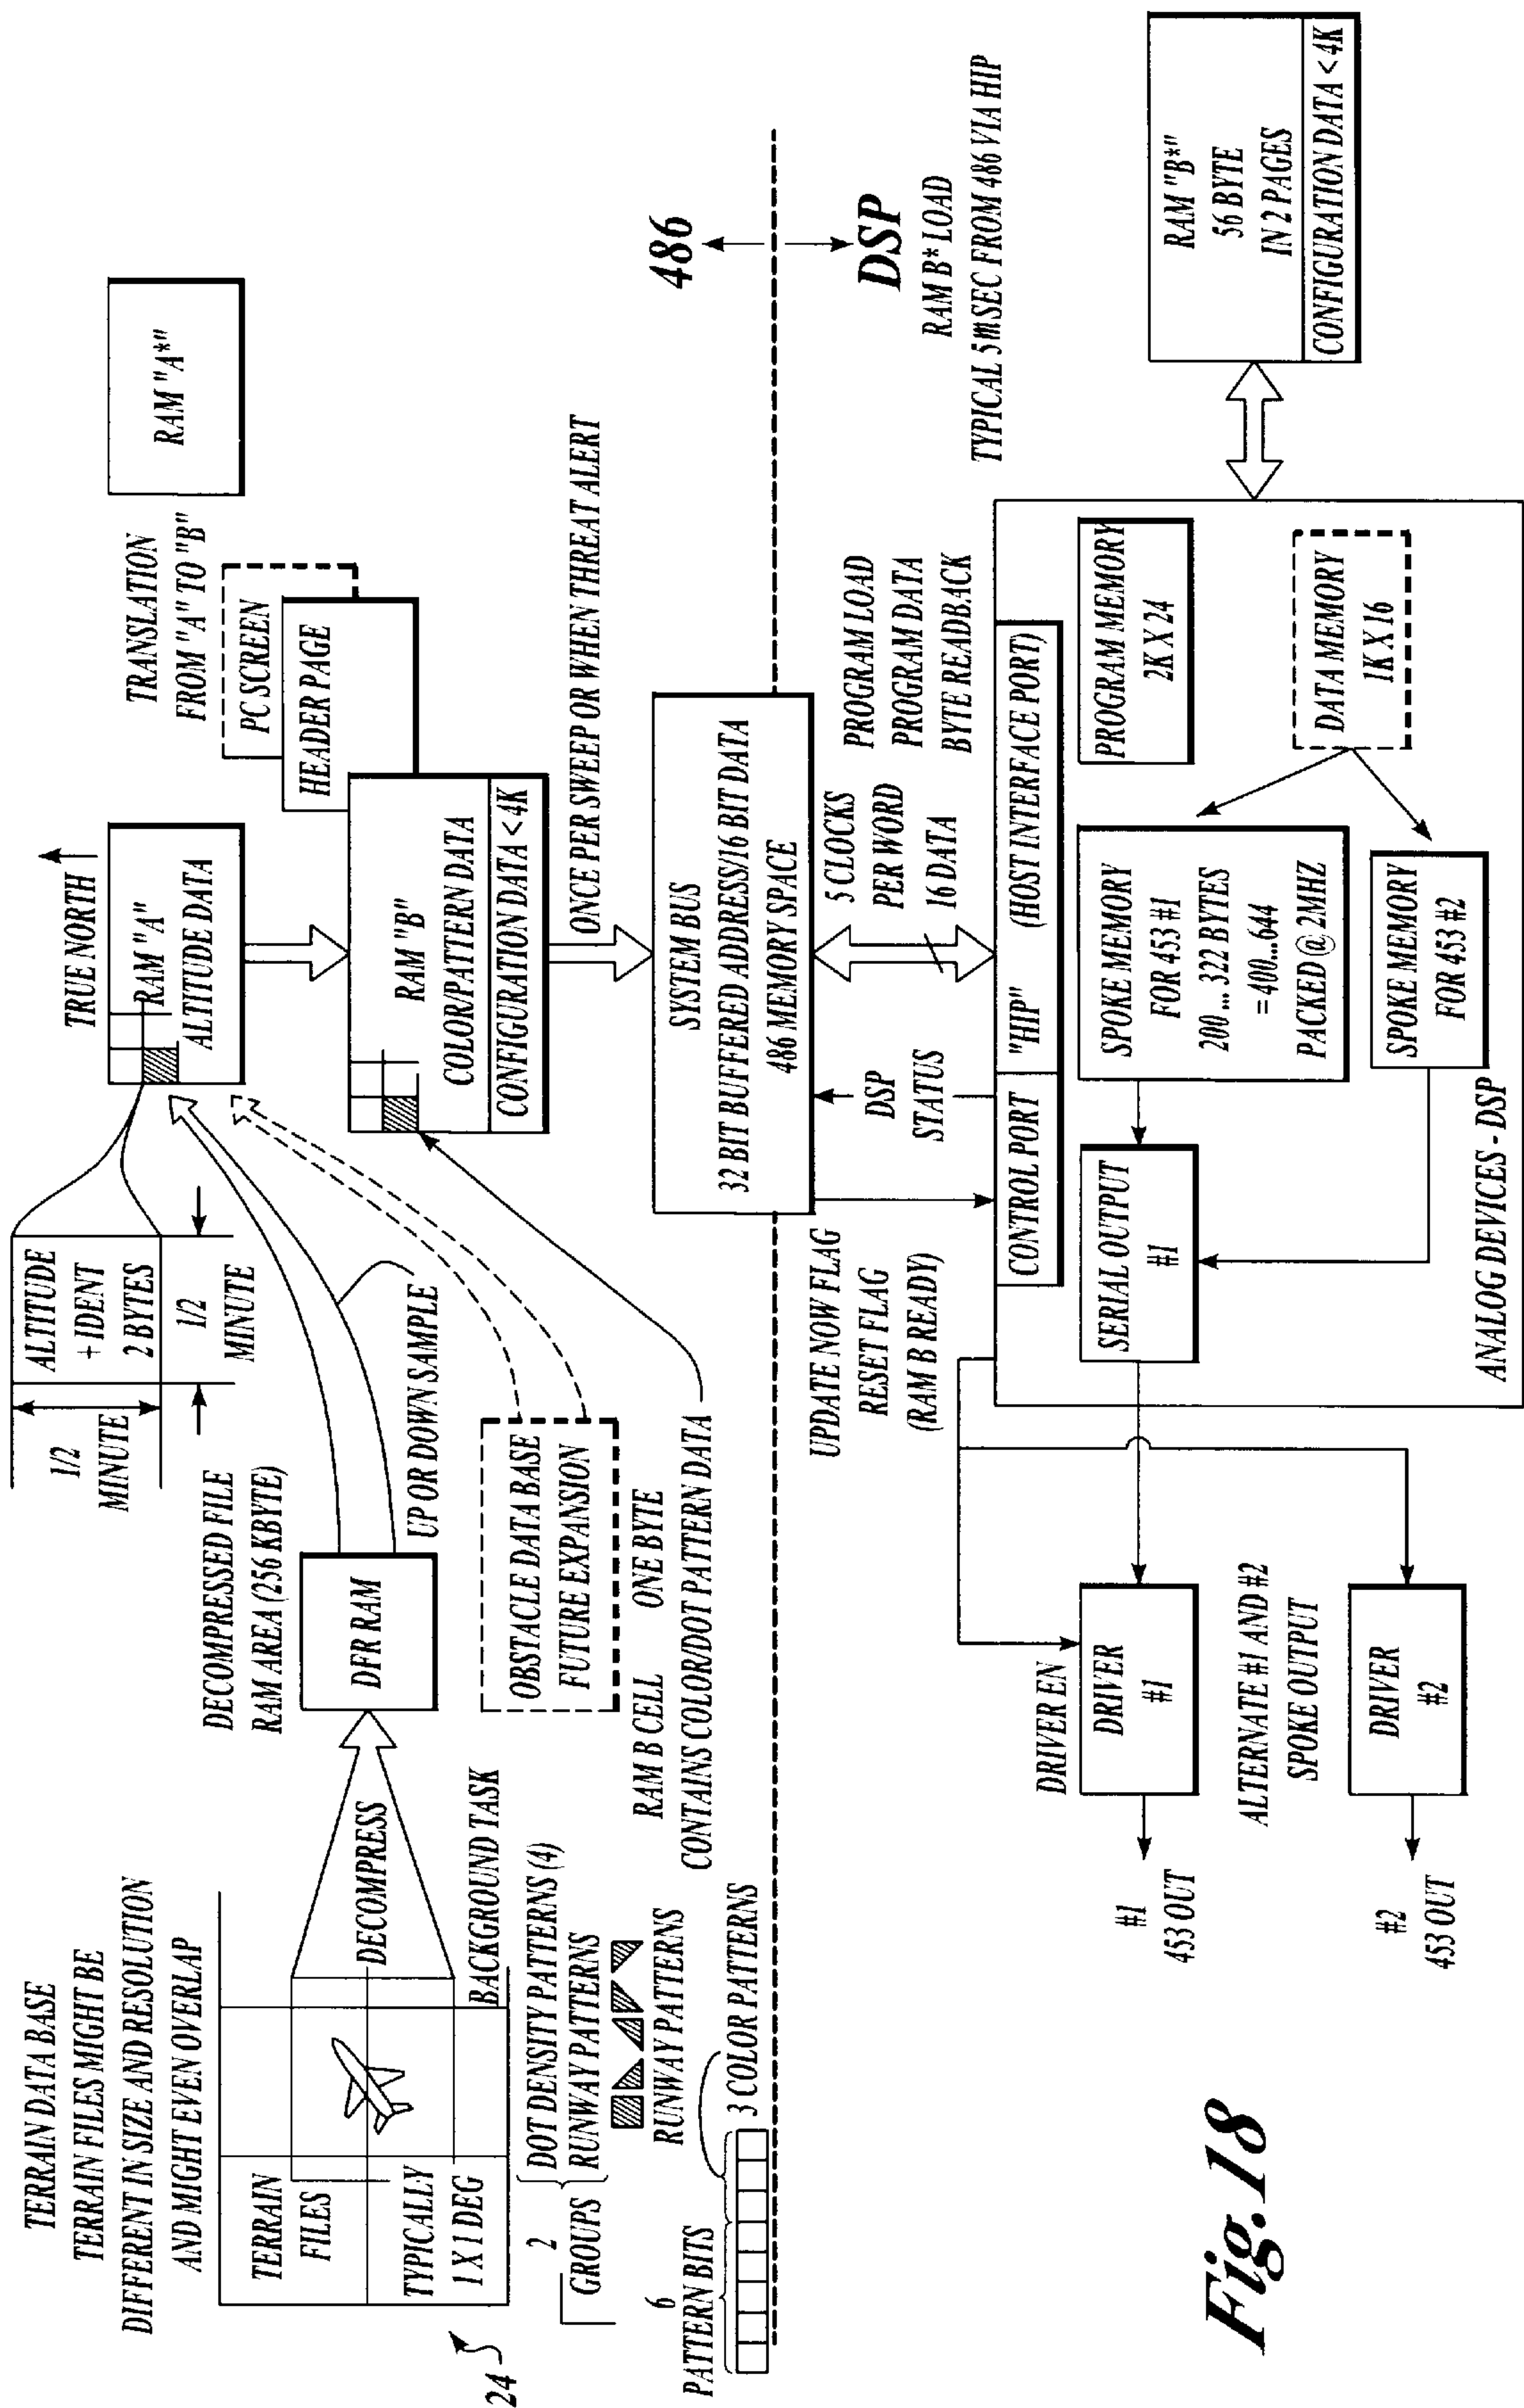 TERRAIN DATA BASE
TERRAIN FILES MIGHT BE
DIFFERENT IN SIZE AND RESOLUTION
AND MIGHT EVEN OVERLAP
TERRAIN
FILES
TYPICALLY
1 X 1 DEG
24
DECOMPRESS
BACKGROUND TASK
2
GROUPS
DOT DENSITY PATTERNS (4)
RUNWAY PATTERNS
RUNWAY PATTERNS
6
PATTERN BITS
3 COLOR PATTERNS
DECOMPRESSED FILE
RAM AREA (256 KBYTE)
DFR RAM
UP OR DOWN SAMPLE
OBSTACLE DATA BASE
FUTURE EXPANSION
RAM B CELL ONE BYTE
CONTAINS COLOR/DOT PATTERN DATA
1/2
MINUTE
ALTITUDE
+ IDENT
2 BYTES
1/2
MINUTE
TRUE NORTH
RAM "A"
ALTITUDE DATA
TRANSLATION
FROM "A" TO "B"
RAM "A*"
PC SCREEN
HEADER PAGE
RAM "B"
COLOR/PATTERN DATA
CONFIGURATION DATA < 4K
ONCE PER SWEEP OR WHEN THREAT ALERT
SYSTEM BUS
32 BIT BUFFERED ADDRESS/16 BIT DATA
486 MEMORY SPACE
486
DSP
RAM B* LOAD
TYPICAL 5mSEC FROM 486 VIA HIP
UPDATE NOW FLAG
RESET FLAG
(RAM B READY)
DSP
STATUS
5 CLOCKS
PER WORD
16 DATA
PROGRAM LOAD
PROGRAM DATA
BYTE READBACK
CONTROL PORT
"HIP" (HOST INTERFACE PORT)
SERIAL OUTPUT
#1
SPOKE MEMORY
FOR 453 #1
200 ... 322 BYTES
= 400...644
PACKED @ 2MHZ
PROGRAM MEMORY
2K X 24
DATA MEMORY
1K X 16
SPOKE MEMORY
FOR 453 #2
ANALOG DEVICES - DSP
RAM "B*"
56 BYTE
IN 2 PAGES
CONFIGURATION DATA < 4K
DRIVER EN
DRIVER
#1
#1
453 OUT
ALTERNATE #1 AND #2
SPOKE OUTPUT
DRIVER
#2
#2
453 OUT
Fig. 18